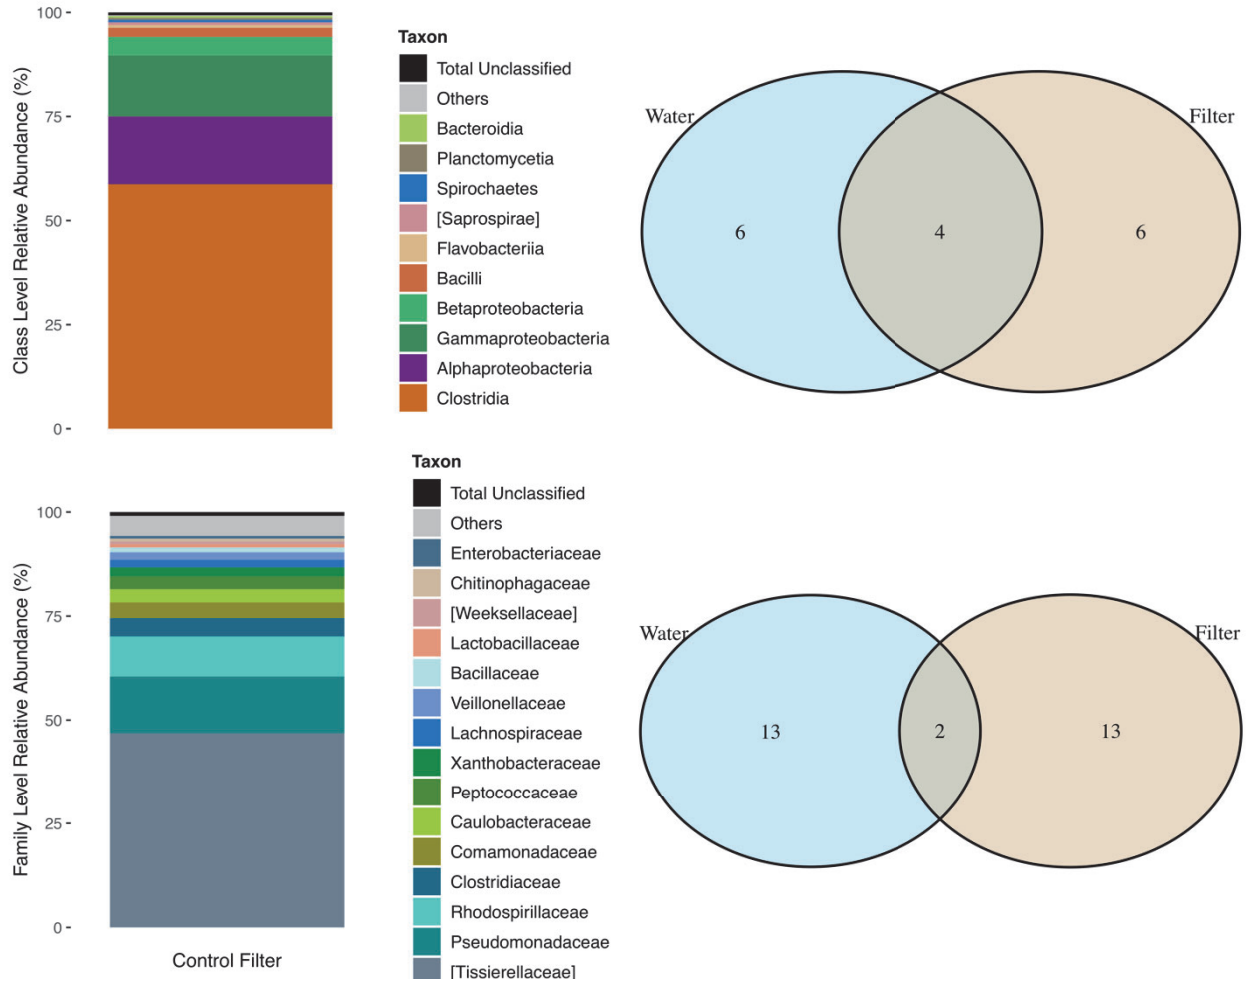 Class Level Relative Abundance (%)
100
75
50
25
0
Taxon
Total Unclassified
Others
Bacteroidia
Planctomycetia
Spirochaetes
[Saprospirae]
Flavobacteriia
Bacilli
Betaproteobacteria
Gammaproteobacteria
Alphaproteobacteria
Clostridia
Water
Filter
6
4
6
Family Level Relative Abundance (%)
100
75
50
25
0
Control Filter
Taxon
Total Unclassified
Others
Enterobacteriaceae
Chitinophagaceae
[Weeksellaceae]
Lactobacillaceae
Bacillaceae
Veillonellaceae
Lachnospiraceae
Xanthobacteraceae
Peptococcaceae
Caulobacteraceae
Comamonadaceae
Clostridiaceae
Rhodospirillaceae
Pseudomonadaceae
[Tissierellaceae]
Water
Filter
13
2
13